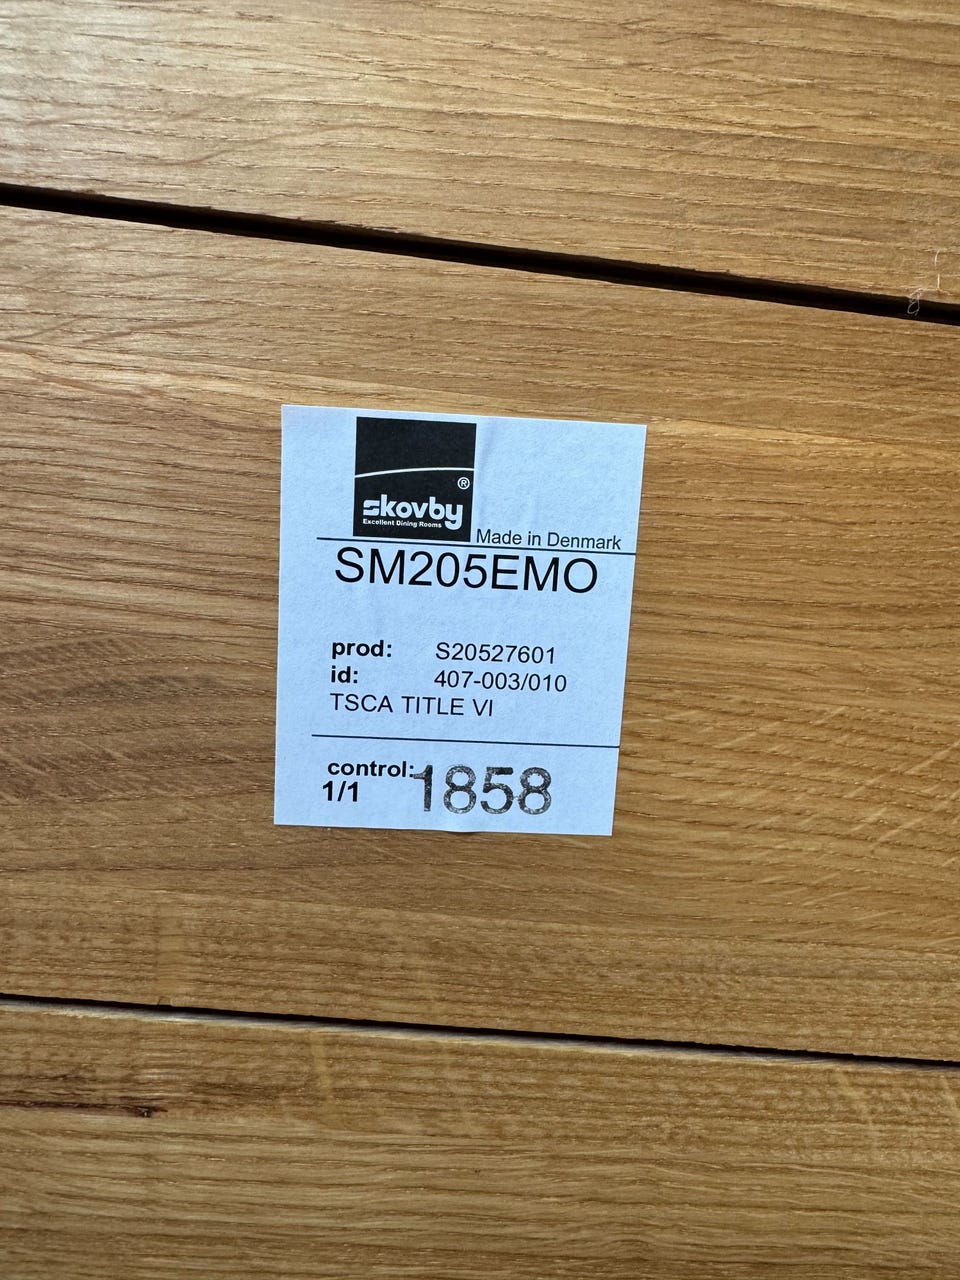 skovby®
Excellent Dining Rooms
Made in Denmark
SM205EMO
prod: S20527601
id: 407-003/010
TSCA TITLE VI
control: 1858
1/1